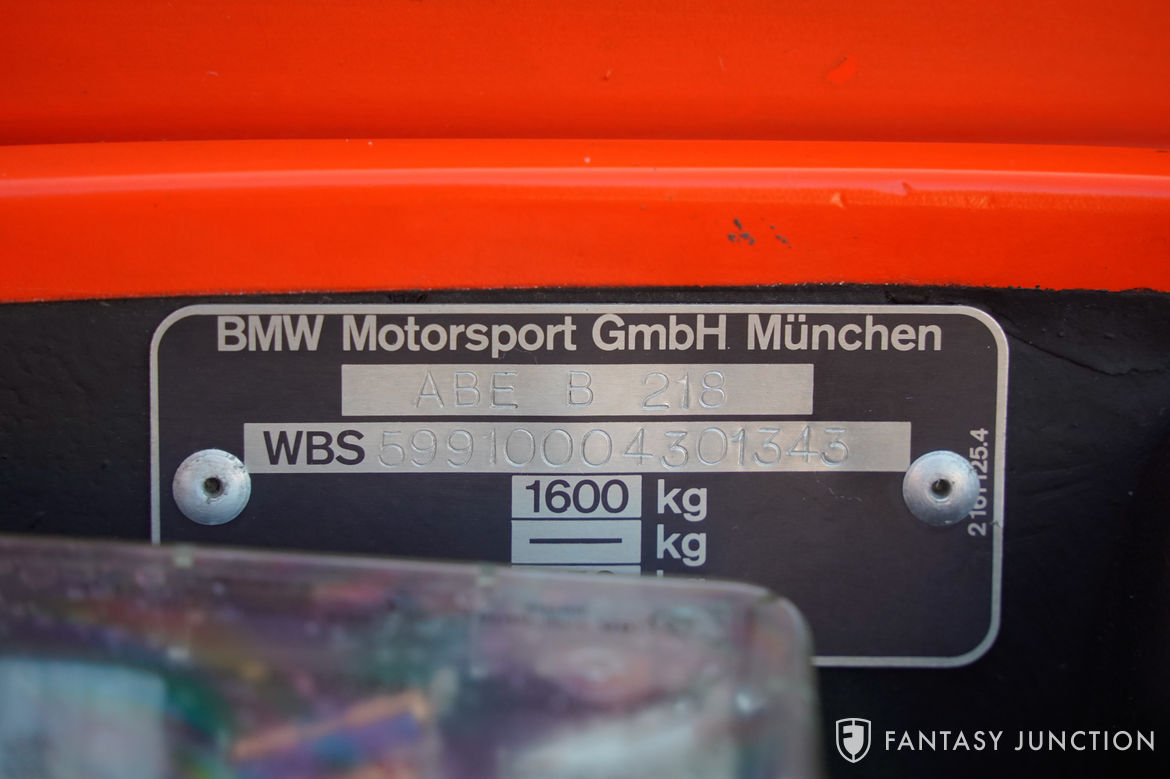 BMW Motorsport GmbH München
ABE B 218
WBS 59910004301343
1600 kg
— kg
FANTASY JUNCTION